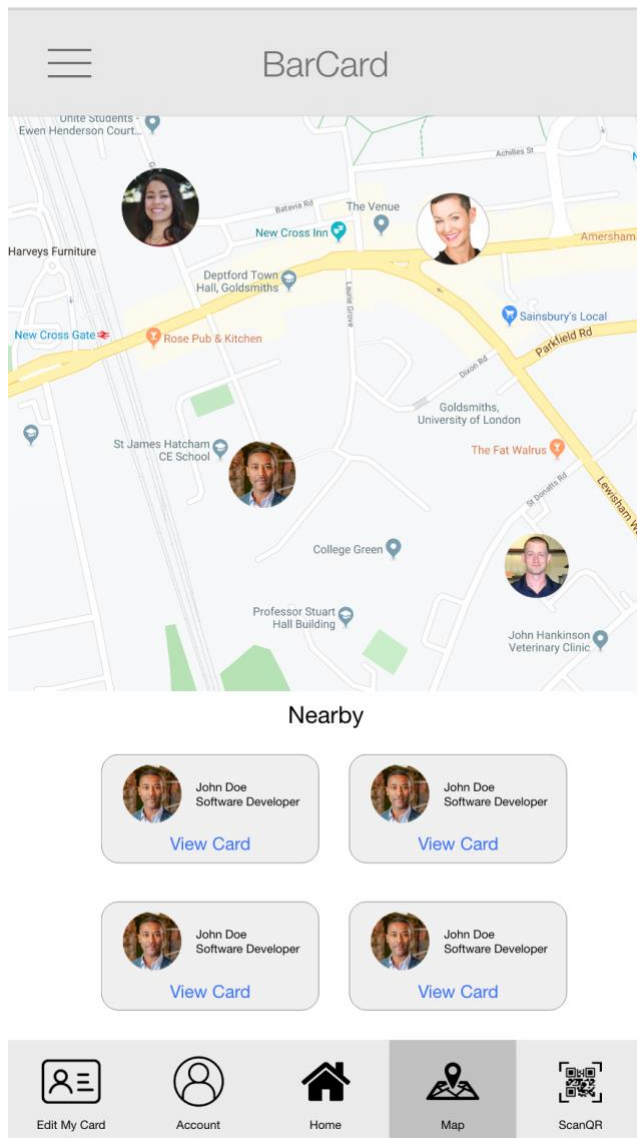 BarCard
Unite Students -
Ewen Henderson Court...
Achilles St
Batavia Rd
The Venue
New Cross Inn
Amersham
Harveys Furniture
Deptford Town
Hall, Goldsmiths
Laurie Grove
Sainsbury's Local
New Cross Gate
Rose Pub & Kitchen
Parkfield Rd
Dixon Rd
Goldsmiths,
University of London
St James Hatcham
CE School
The Fat Walrus
St Donatts Rd
Lewisham W
College Green
Professor Stuart
Hall Building
John Hankinson
Veterinary Clinic
Nearby
John Doe
Software Developer
View Card
John Doe
Software Developer
View Card
John Doe
Software Developer
View Card
John Doe
Software Developer
View Card
Edit My Card
Account
Home
Map
ScanQR